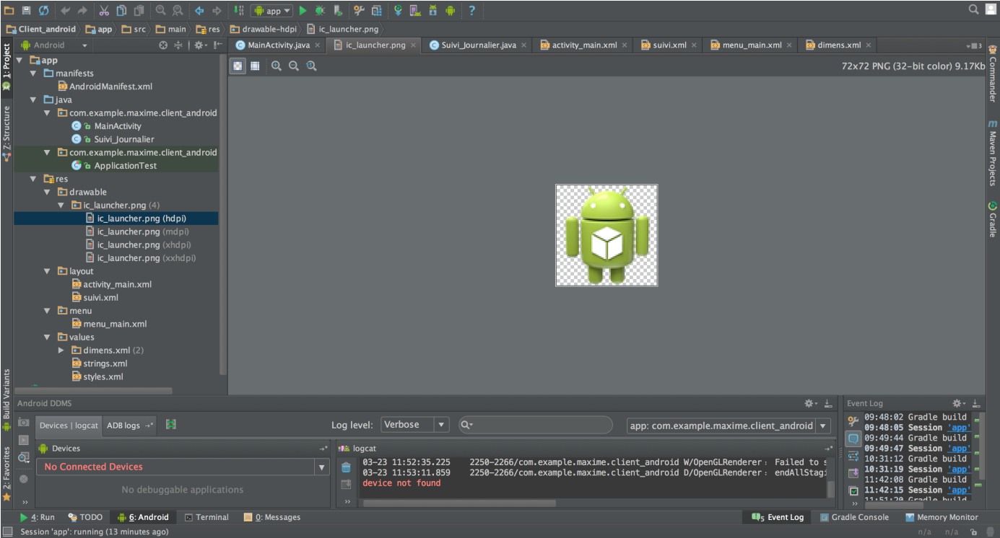 app
?
Client_android app src main res drawable-hdpi ic_launcher.png
Android
MainActivity.java ic_launcher.png Suivi_Journalier.java activity_main.xml suivi.xml menu_main.xml dimens.xml
3
72x72 PNG (32-bit color) 9.17Kb
1: Project
Z: Structure
Build Variants
2: Favorites
app
manifests
AndroidManifest.xml
java
com.example.maxime.client_android
MainActivity
Suivi_Journalier
com.example.maxime.client_android
ApplicationTest
res
drawable
ic_launcher.png (4)
ic_launcher.png (hdpi)
ic_launcher.png (mdpi)
ic_launcher.png (xhdpi)
ic_launcher.png (xxhdpi)
layout
activity_main.xml
suivi.xml
menu
menu_main.xml
values
dimens.xml (2)
strings.xml
styles.xml
Commander
Maven Projects
Gradle
Android DDMS
Devices | logcat ADB logs
Log level: Verbose app: com.example.maxime.client_android
Devices
No Connected Devices
No debuggable applications
logcat
03-23 11:52:35.225 2250-2266/com.example.maxime.client_android W/OpenGLRenderer: Failed to s
03-23 11:53:11.859 2250-2266/com.example.maxime.client_android D/OpenGLRenderer: endAllStagi
device not found
Event Log
09:48:02 Gradle build
09:48:05 Session 'app'
09:49:44 Gradle build
09:49:47 Session 'app'
10:31:12 Gradle build
10:31:19 Session 'app'
11:42:08 Gradle build
11:42:15 Session 'app'
11:51:20 Gradle build
4: Run TODO 6: Android Terminal 0: Messages 5 Event Log Gradle Console Memory Monitor
Session 'app': running (13 minutes ago) n/a n/a